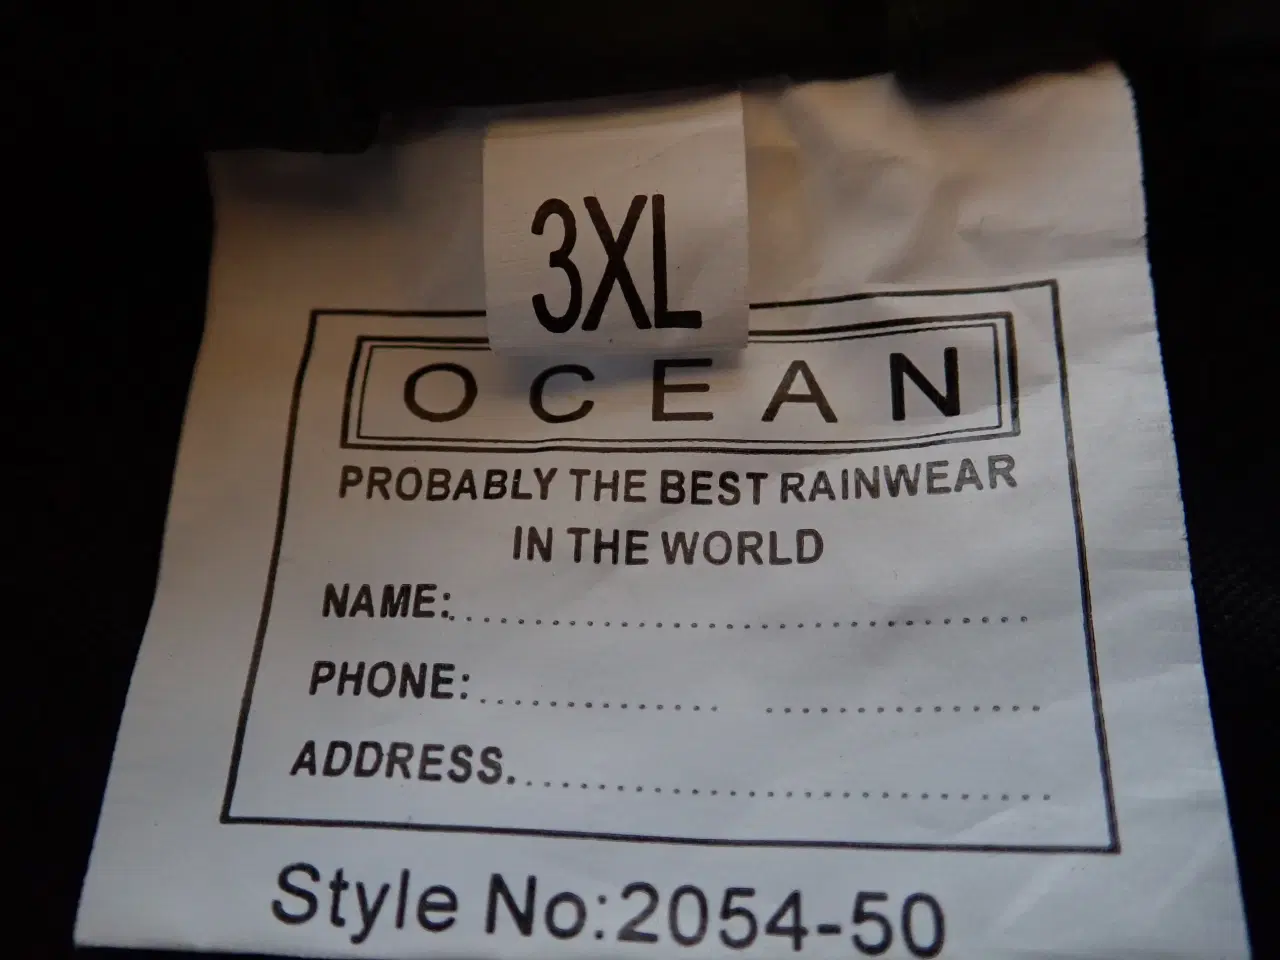 3XL
OCEAN
PROBABLY THE BEST RAINWEAR
IN THE WORLD
NAME:................................
PHONE:............. ...............
ADDRESS................................
Style No:2054-50